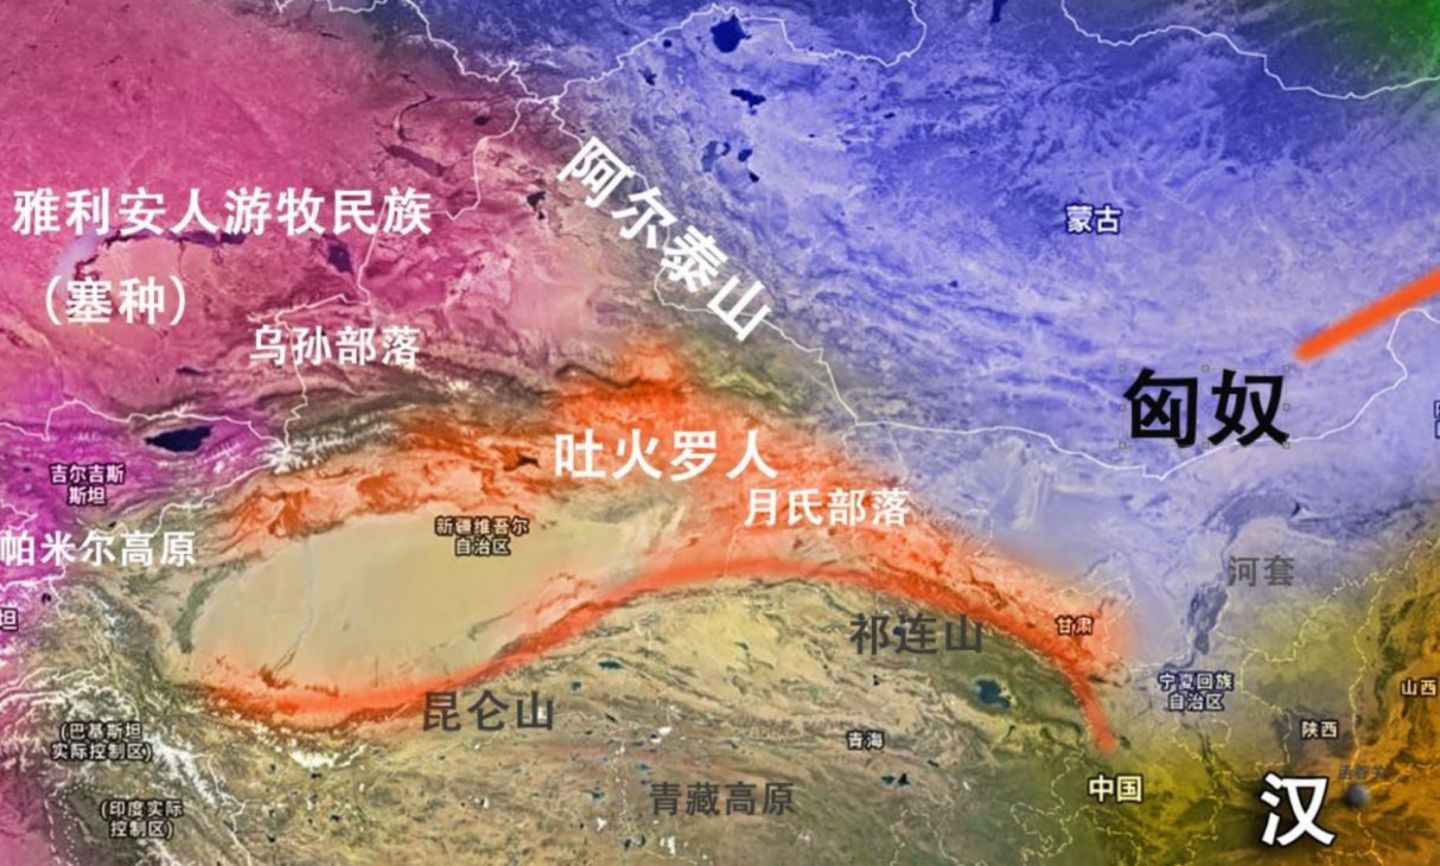 阿尔泰山
雅利安人游牧民族
蒙古
（塞种）
乌孙部落
匈奴
吐火罗人
吉尔吉斯
斯坦
月氏部落
新疆维吾尔
自治区
帕米尔高原
河套
坦
祁连山
甘肃
宁夏回族
自治区
山西
昆仑山
(巴基斯坦
实际控制区)
青海
陕西
中国
青藏高原
汉
(印度实际
控制区)